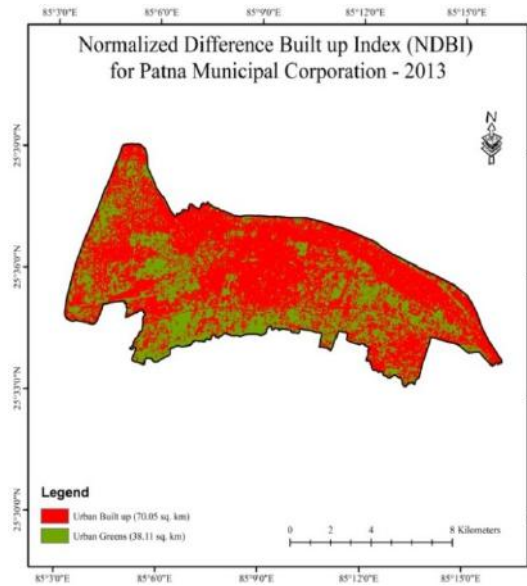 85°3'0"E 85°6'0"E 85°9'0"E 85°12'0"E 85°15'0"E
Normalized Difference Built up Index (NDBI)
for Patna Municipal Corporation - 2013
N
25°39'0"N
25°36'0"N
25°33'0"N
25°30'0"N
Legend
Urban Built up (70.05 sq. km)
Urban Greens (38.11 sq. km)
0 2 4 8 Kilometers
85°3'0"E 85°6'0"E 85°9'0"E 85°12'0"E 85°15'0"E